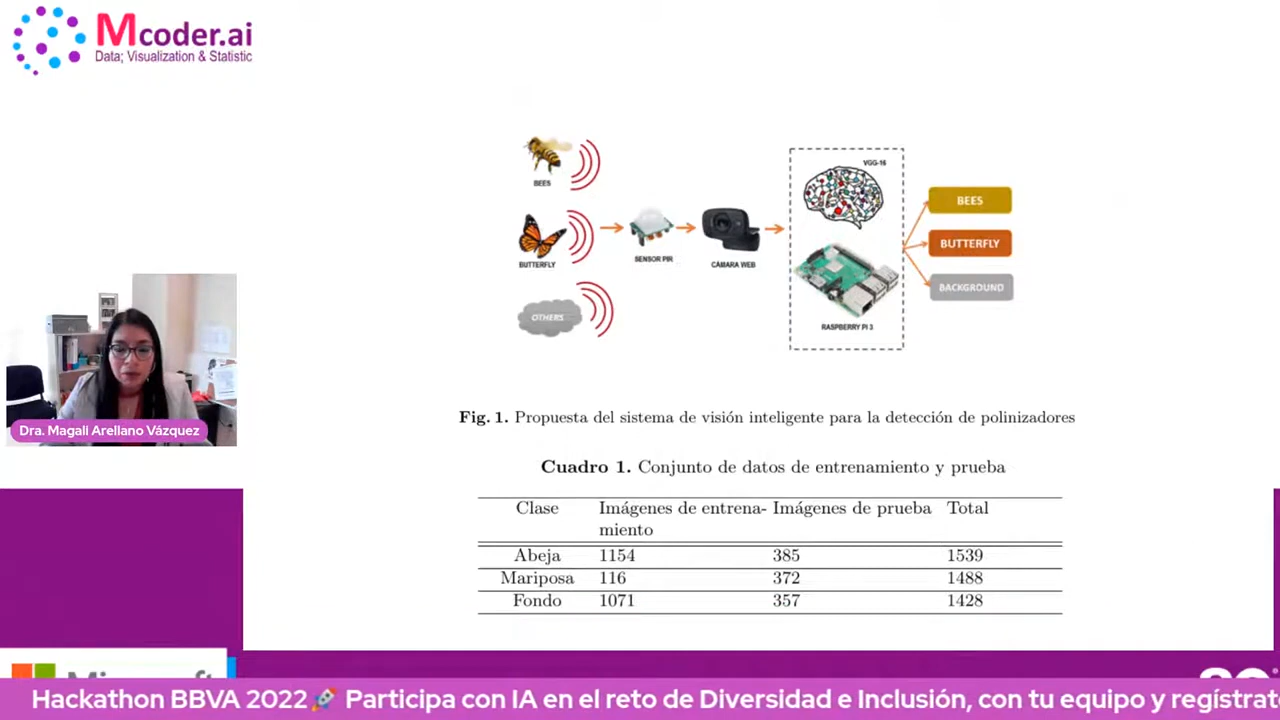 Mcoder.ai
Data; Visualization & Statistic
VGG-16
BEES
BEES
BUTTERFLY
BUTTERFLY
SENSOR PIR
CÁMARA WEB
BACKGROUND
OTHERS
RASPBERRY PI 3
Fig. 1. Propuesta del sistema de visión inteligente para la detección de polinizadores
Cuadro 1. Conjunto de datos de entrenamiento y prueba
Clase Imágenes de entrena- Imágenes de prueba Total
miento
Abeja 1154 385 1539
Mariposa 116 372 1488
Fondo 1071 357 1428
Dra. Magali Arellano Vázquez
Hackathon BBVA 2022🚀 Participa con IA en el reto de Diversidad e Inclusión, con tu equipo y regístrat